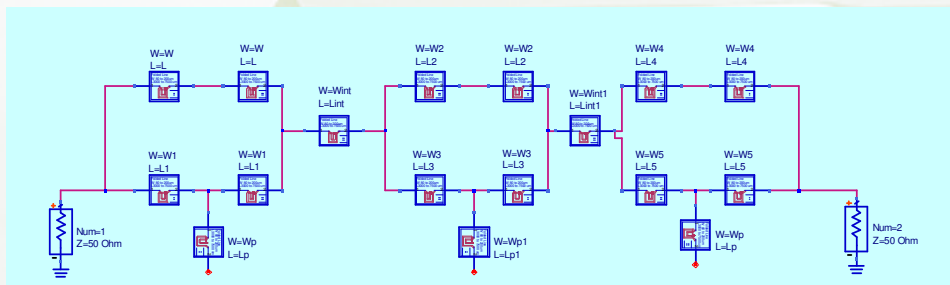 W=W
L=L
W=W
L=L
W=W2
L=L2
W=W2
L=L2
W=W4
L=L4
W=W4
L=L4
W=Wint
L=Lint
W=Wint1
L=Lint1
W=W1
L=L1
W=W1
L=L1
W=W3
L=L3
W=W3
L=L3
W=W5
L=L5
W=W5
L=L5
+
Num=1
Z=50 Ohm
-
W=Wp
L=Lp
W=Wp1
L=Lp1
W=Wp
L=Lp
+
Num=2
Z=50 Ohm
-